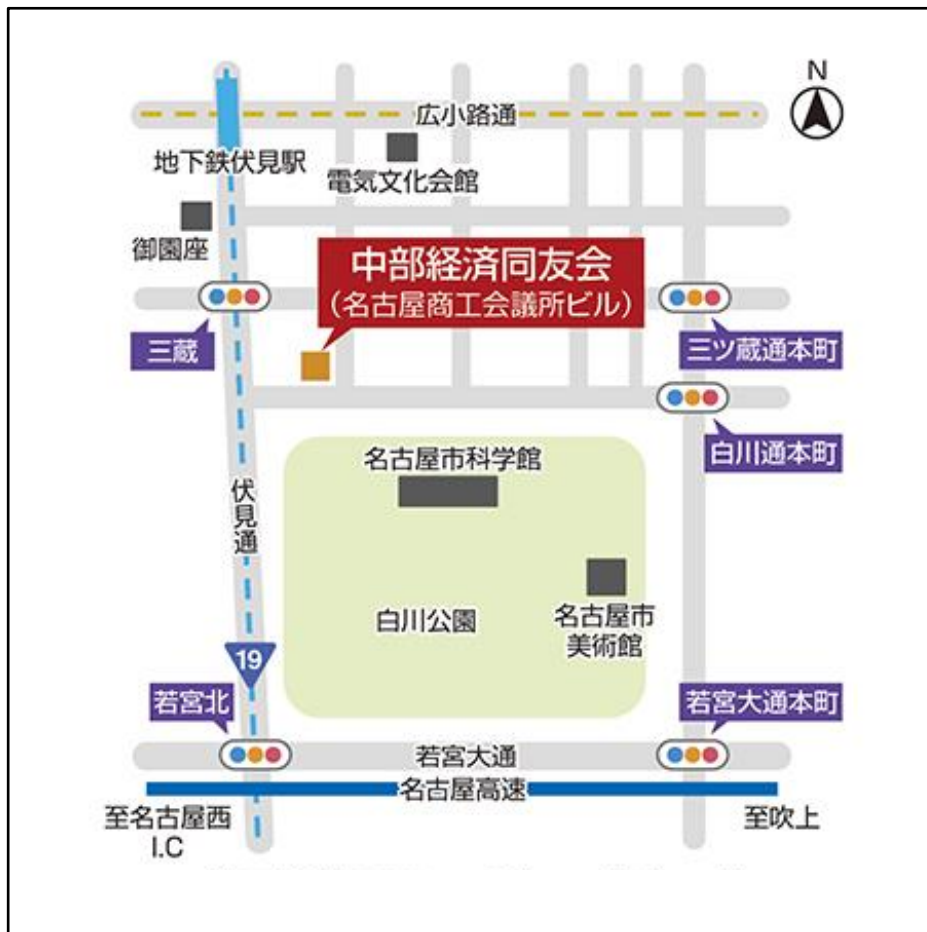 N
広小路通
地下鉄伏見駅
電気文化会館
御園座
中部経済同友会
（名古屋商工会議所ビル）
三蔵
三ツ蔵通本町
白川通本町
名古屋市科学館
伏見通
白川公園
名古屋市
美術館
19
若宮北
若宮大通本町
若宮大通
名古屋高速
至名古屋西
I.C
至吹上